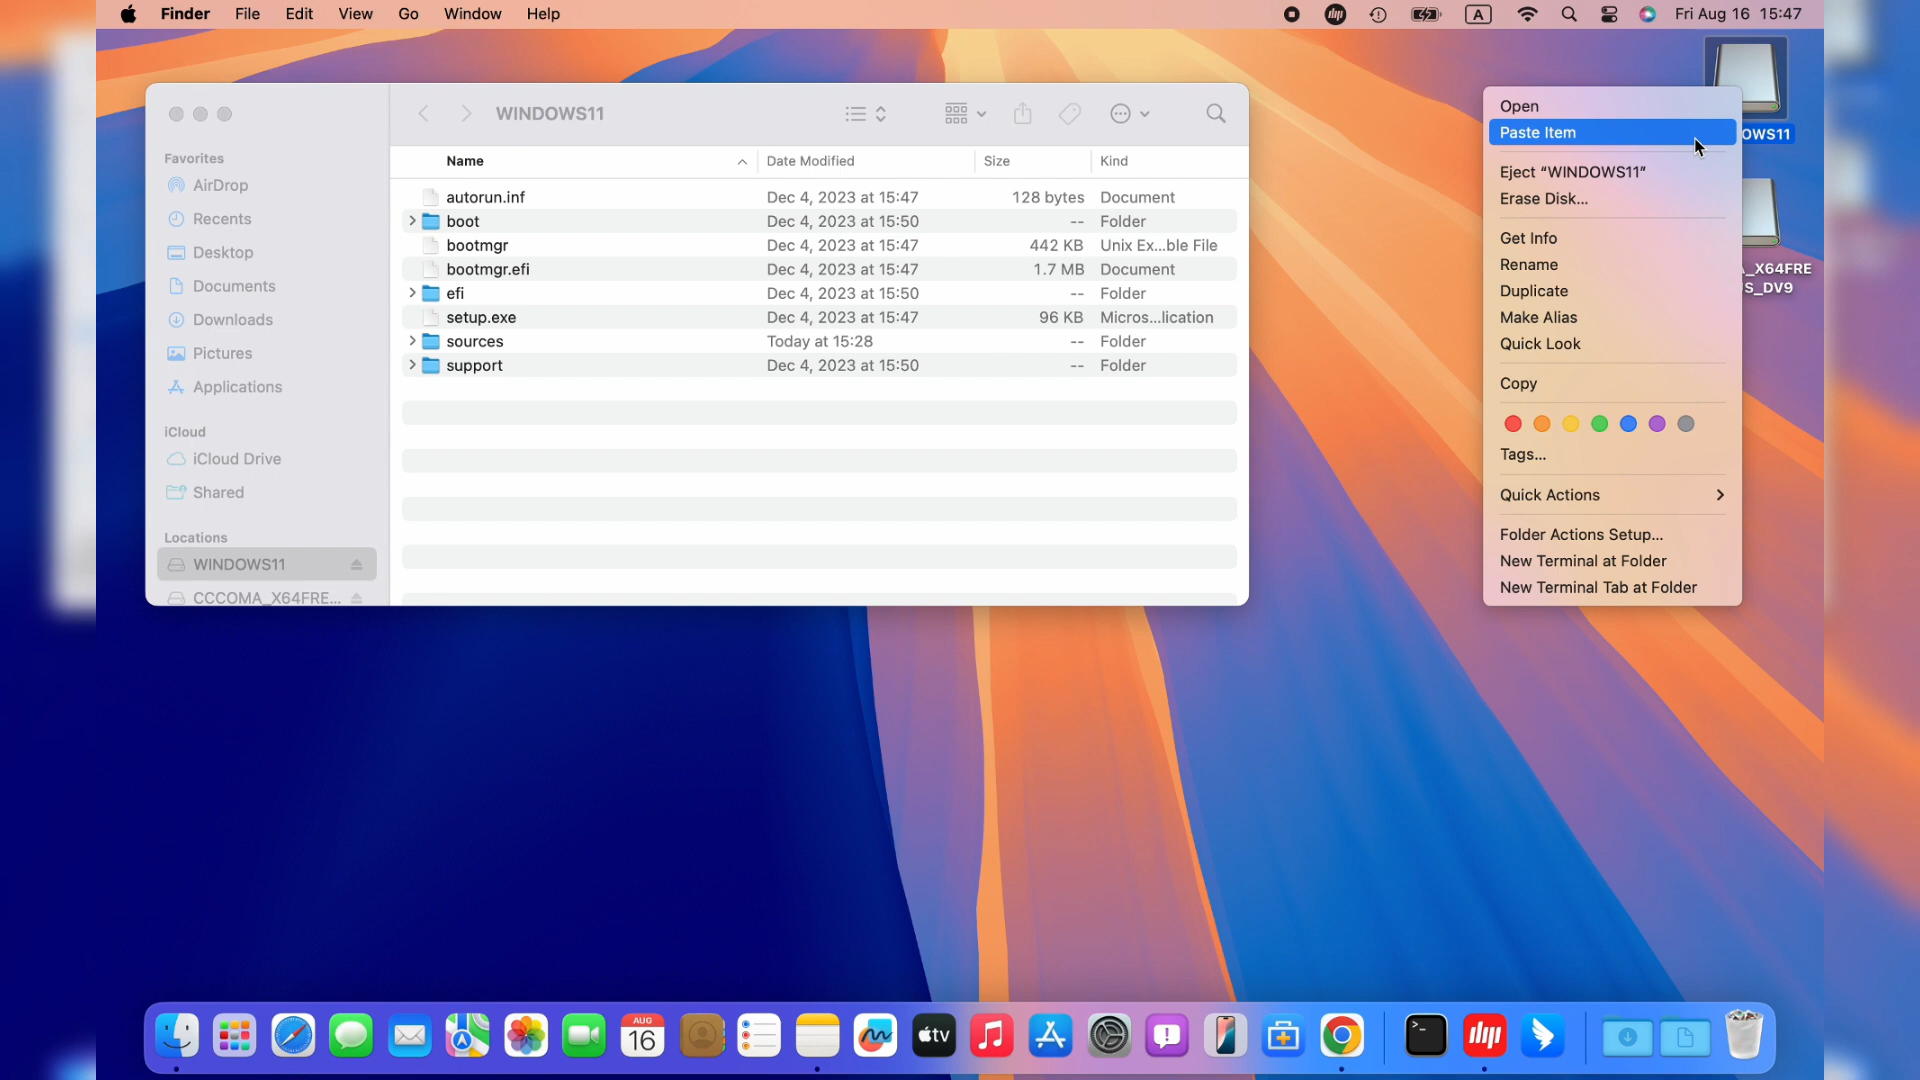 Finder File Edit View Go Window Help
A Fri Aug 16 15:47
WINDOWS11
Favorites
AirDrop
Recents
Desktop
Documents
Downloads
Pictures
Applications
iCloud
iCloud Drive
Shared
Locations
WINDOWS11
CCCOMA_X64FRE...
Name Date Modified Size Kind
autorun.inf Dec 4, 2023 at 15:47 128 bytes Document
boot Dec 4, 2023 at 15:50 -- Folder
bootmgr Dec 4, 2023 at 15:47 442 KB Unix Ex...ble File
bootmgr.efi Dec 4, 2023 at 15:47 1.7 MB Document
efi Dec 4, 2023 at 15:50 -- Folder
setup.exe Dec 4, 2023 at 15:47 96 KB Micros...lication
sources Today at 15:28 -- Folder
support Dec 4, 2023 at 15:50 -- Folder
Open
Paste Item
Eject “WINDOWS11”
Erase Disk...
Get Info
Rename
Duplicate
Make Alias
Quick Look
Copy
Tags...
Quick Actions
Folder Actions Setup...
New Terminal at Folder
New Terminal Tab at Folder
OWS11
_X64FRE
S_DV9
AUG
16
tv